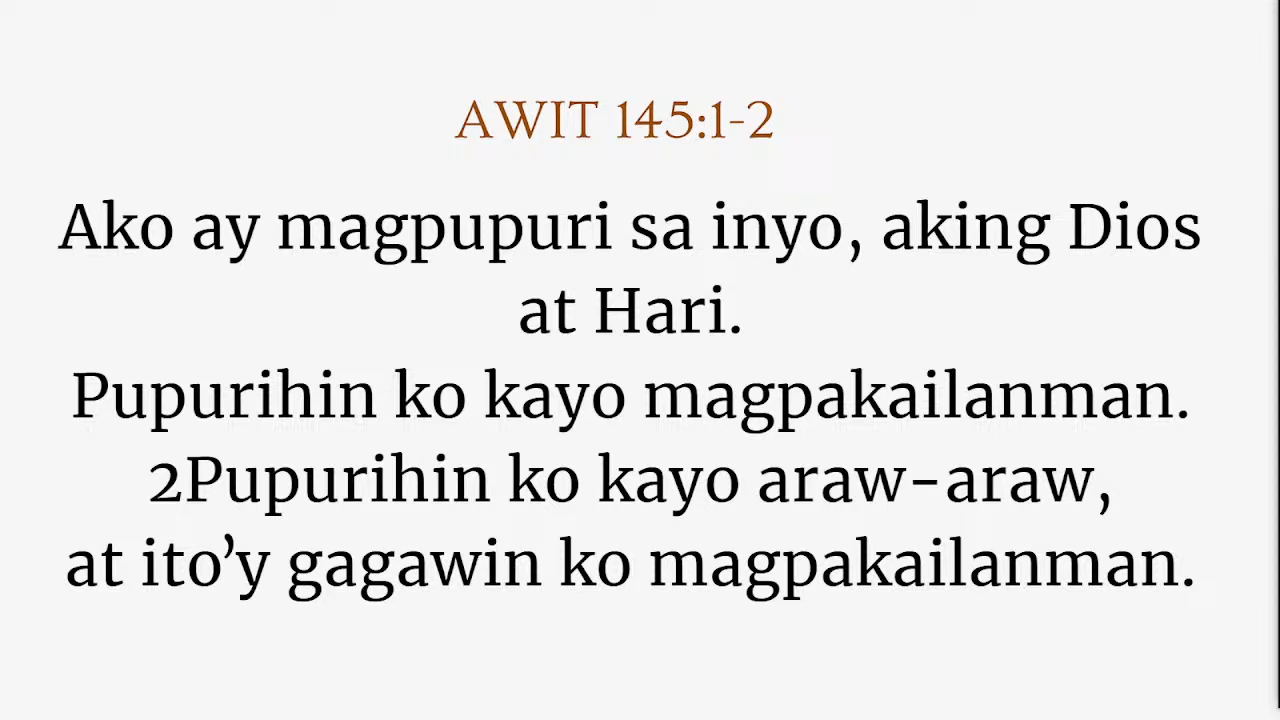 AWIT 145:1-2
Ako ay magpupuri sa inyo, aking Dios
at Hari.
Pupurihin ko kayo magpakailanman.
2Pupurihin ko kayo araw-araw,
at ito’y gagawin ko magpakailanman.